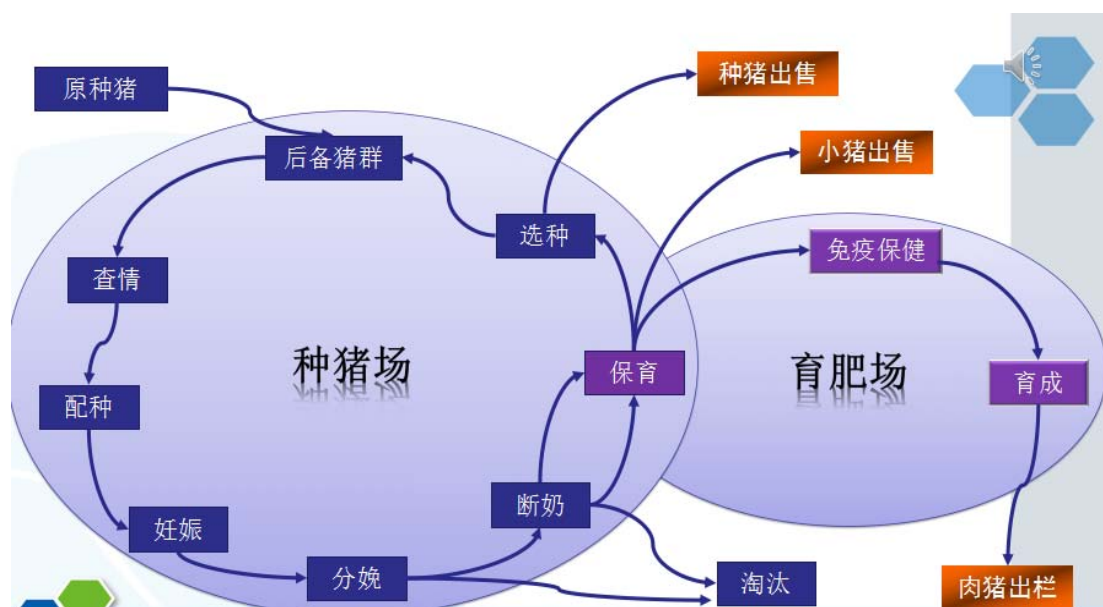 种猪出售
原种猪
小猪出售
后备猪群
选种
免疫保健
查情
种猪场
保育
育肥场
育成
配种
断奶
妊娠
分娩
淘汰
肉猪出栏